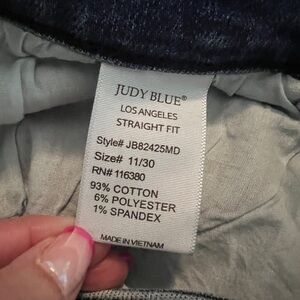 JUDY BLUE®
LOS ANGELES
STRAIGHT FIT
Style# JB82425MD
Size# 11/30
RN# 116380
93% COTTON
6% POLYESTER
1% SPANDEX
MADE IN VIETNAM